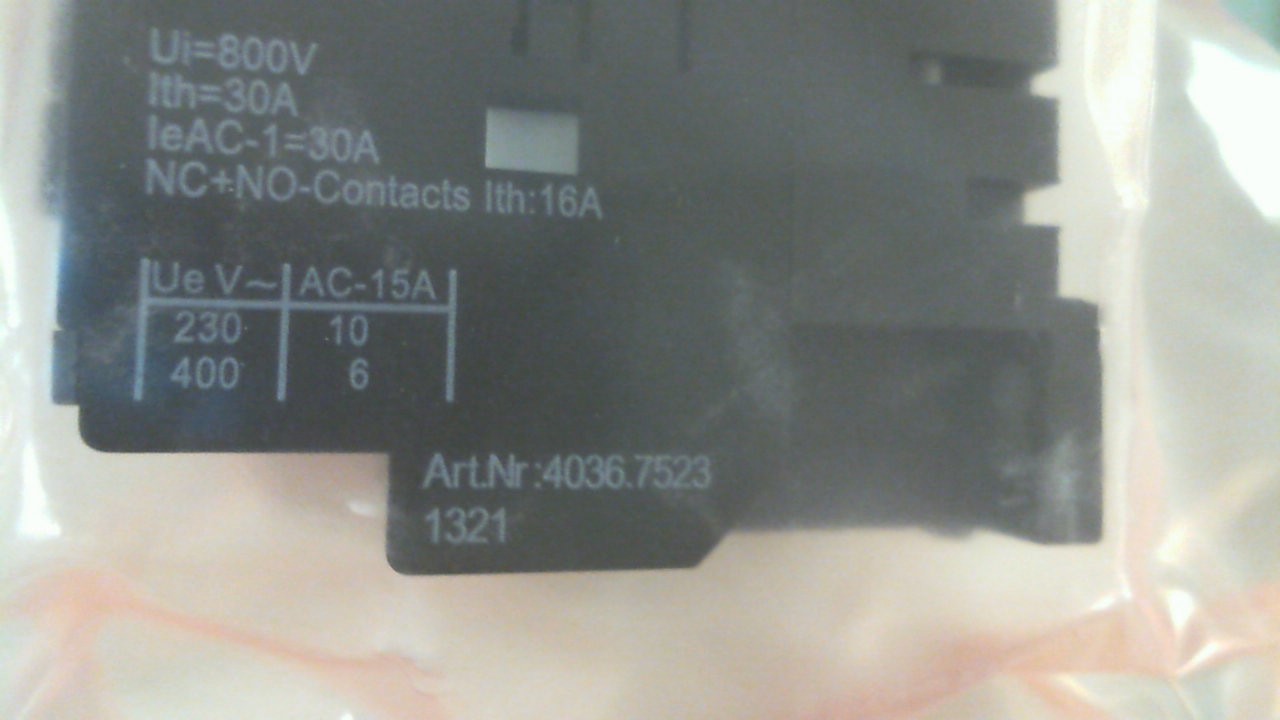 Ui=800V
Ith=30A
IeAC-1=30A
NC+NO-Contacts Ith:16A
Ue V~ AC-15A
230 10
400 6
Art.Nr:4036.7523
1321